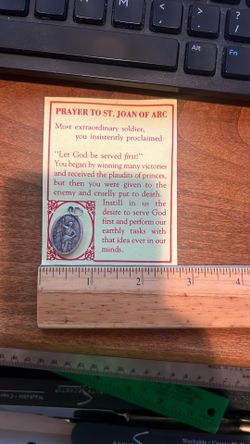 Alt
Ctrl
PRAYER TO ST. JOAN OF ARC
Most extraordinary soldier,
you insistently proclaimed:
"Let God be served first!"
You began by winning many victories
and received the plaudits of princes,
but then you were given to the
enemy and cruelly put to death.
Instill in us the
desire to serve God
first and perform our
earthly tasks with
that idea ever in our
minds.
1 2 3 4